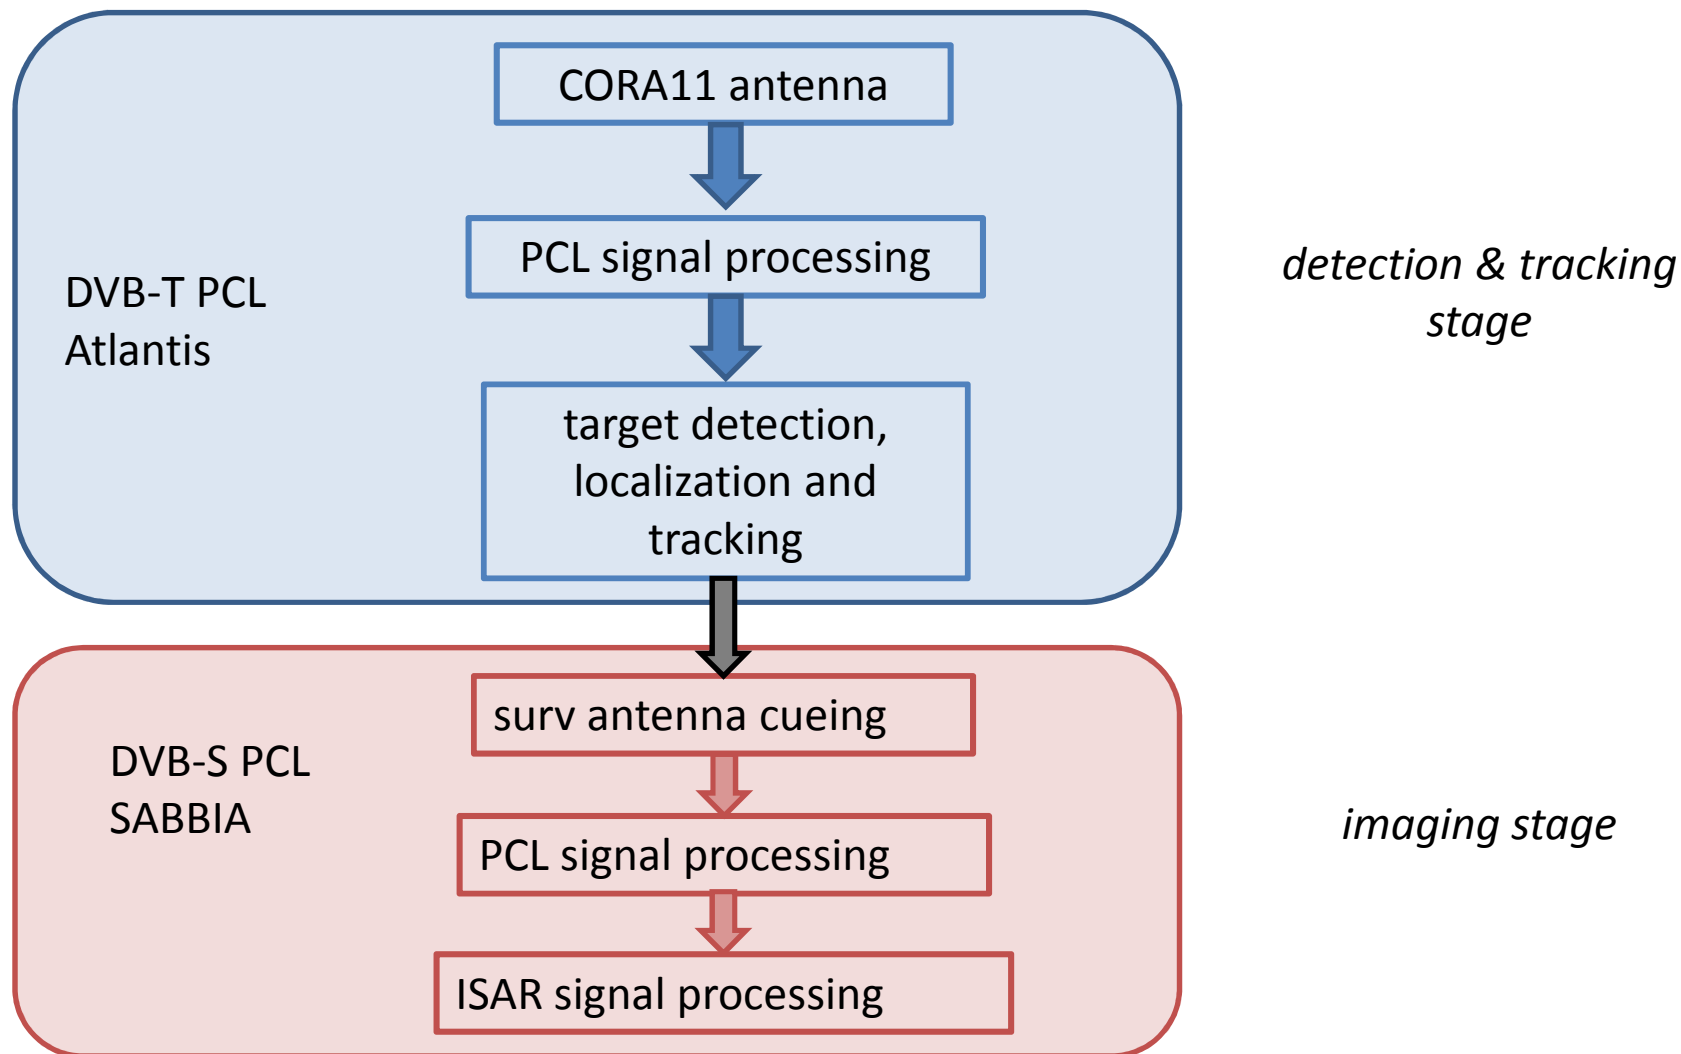 CORA11 antenna
PCL signal processing
DVB-T PCL
Atlantis
target detection,
localization and
tracking
detection & tracking
stage
surv antenna cueing
DVB-S PCL
SABBIA
PCL signal processing
ISAR signal processing
imaging stage